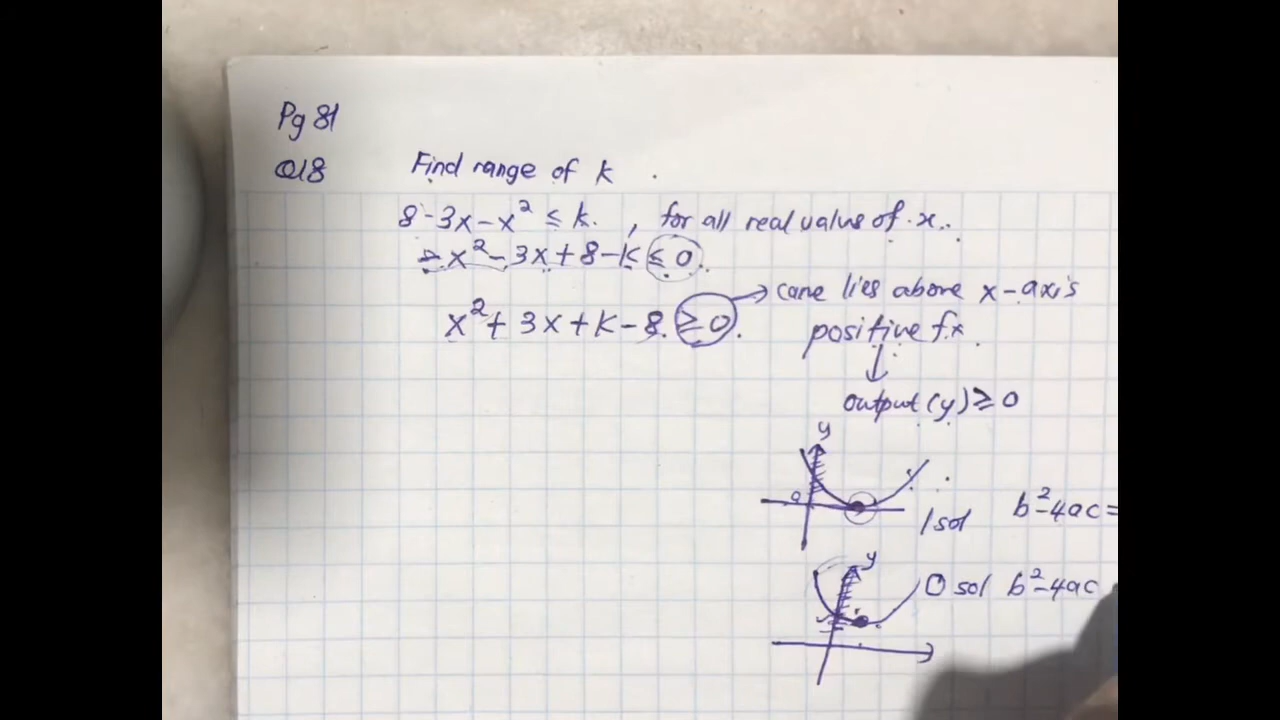 Pg 81
Q18 Find range of k.
8-3x-x² ≤ k. , for all real value of x.
-x²-3x+8-k ≤ 0.
x²+3x+k-8 ≥ 0. → cane lies above x-axis
positive fx.
↓
output (y) ≥ 0
y
0
1 sol b²-4ac =
y
0 sol b²-4ac